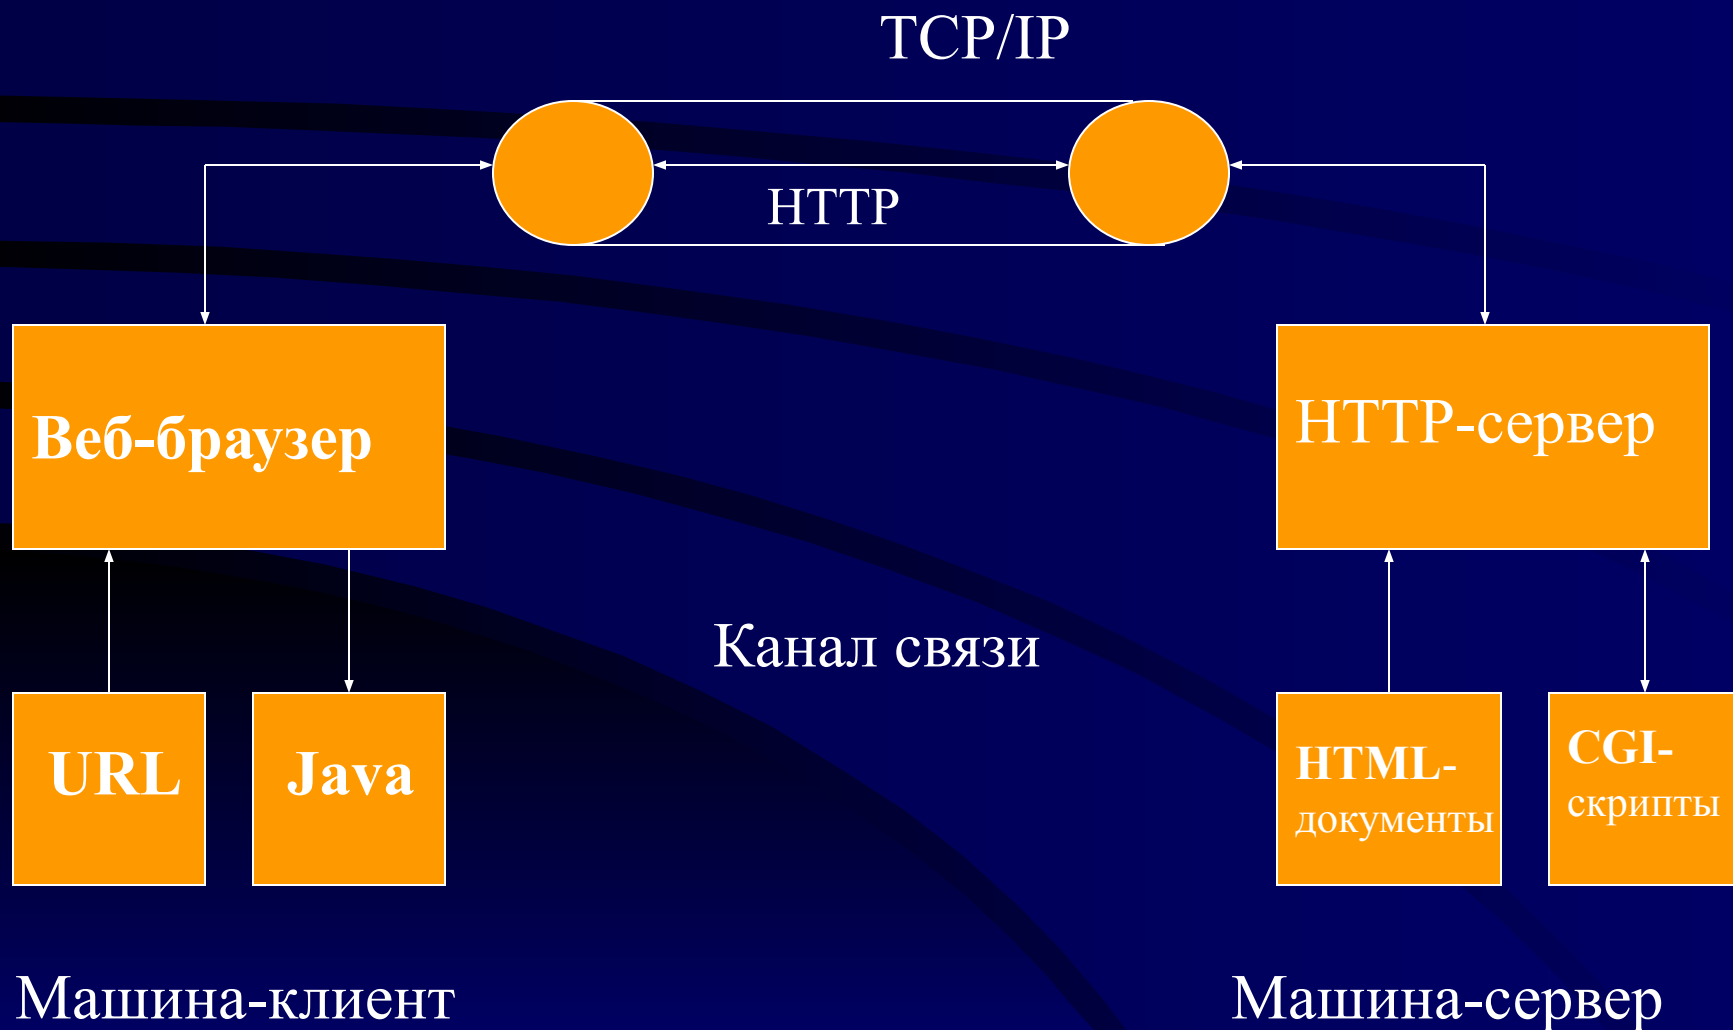 TCP/IP
HTTP
Веб-браузер
HTTP-сервер
Канал связи
URL
Java
HTML-
документы
CGI-
скрипты
Машина-клиент
Машина-сервер